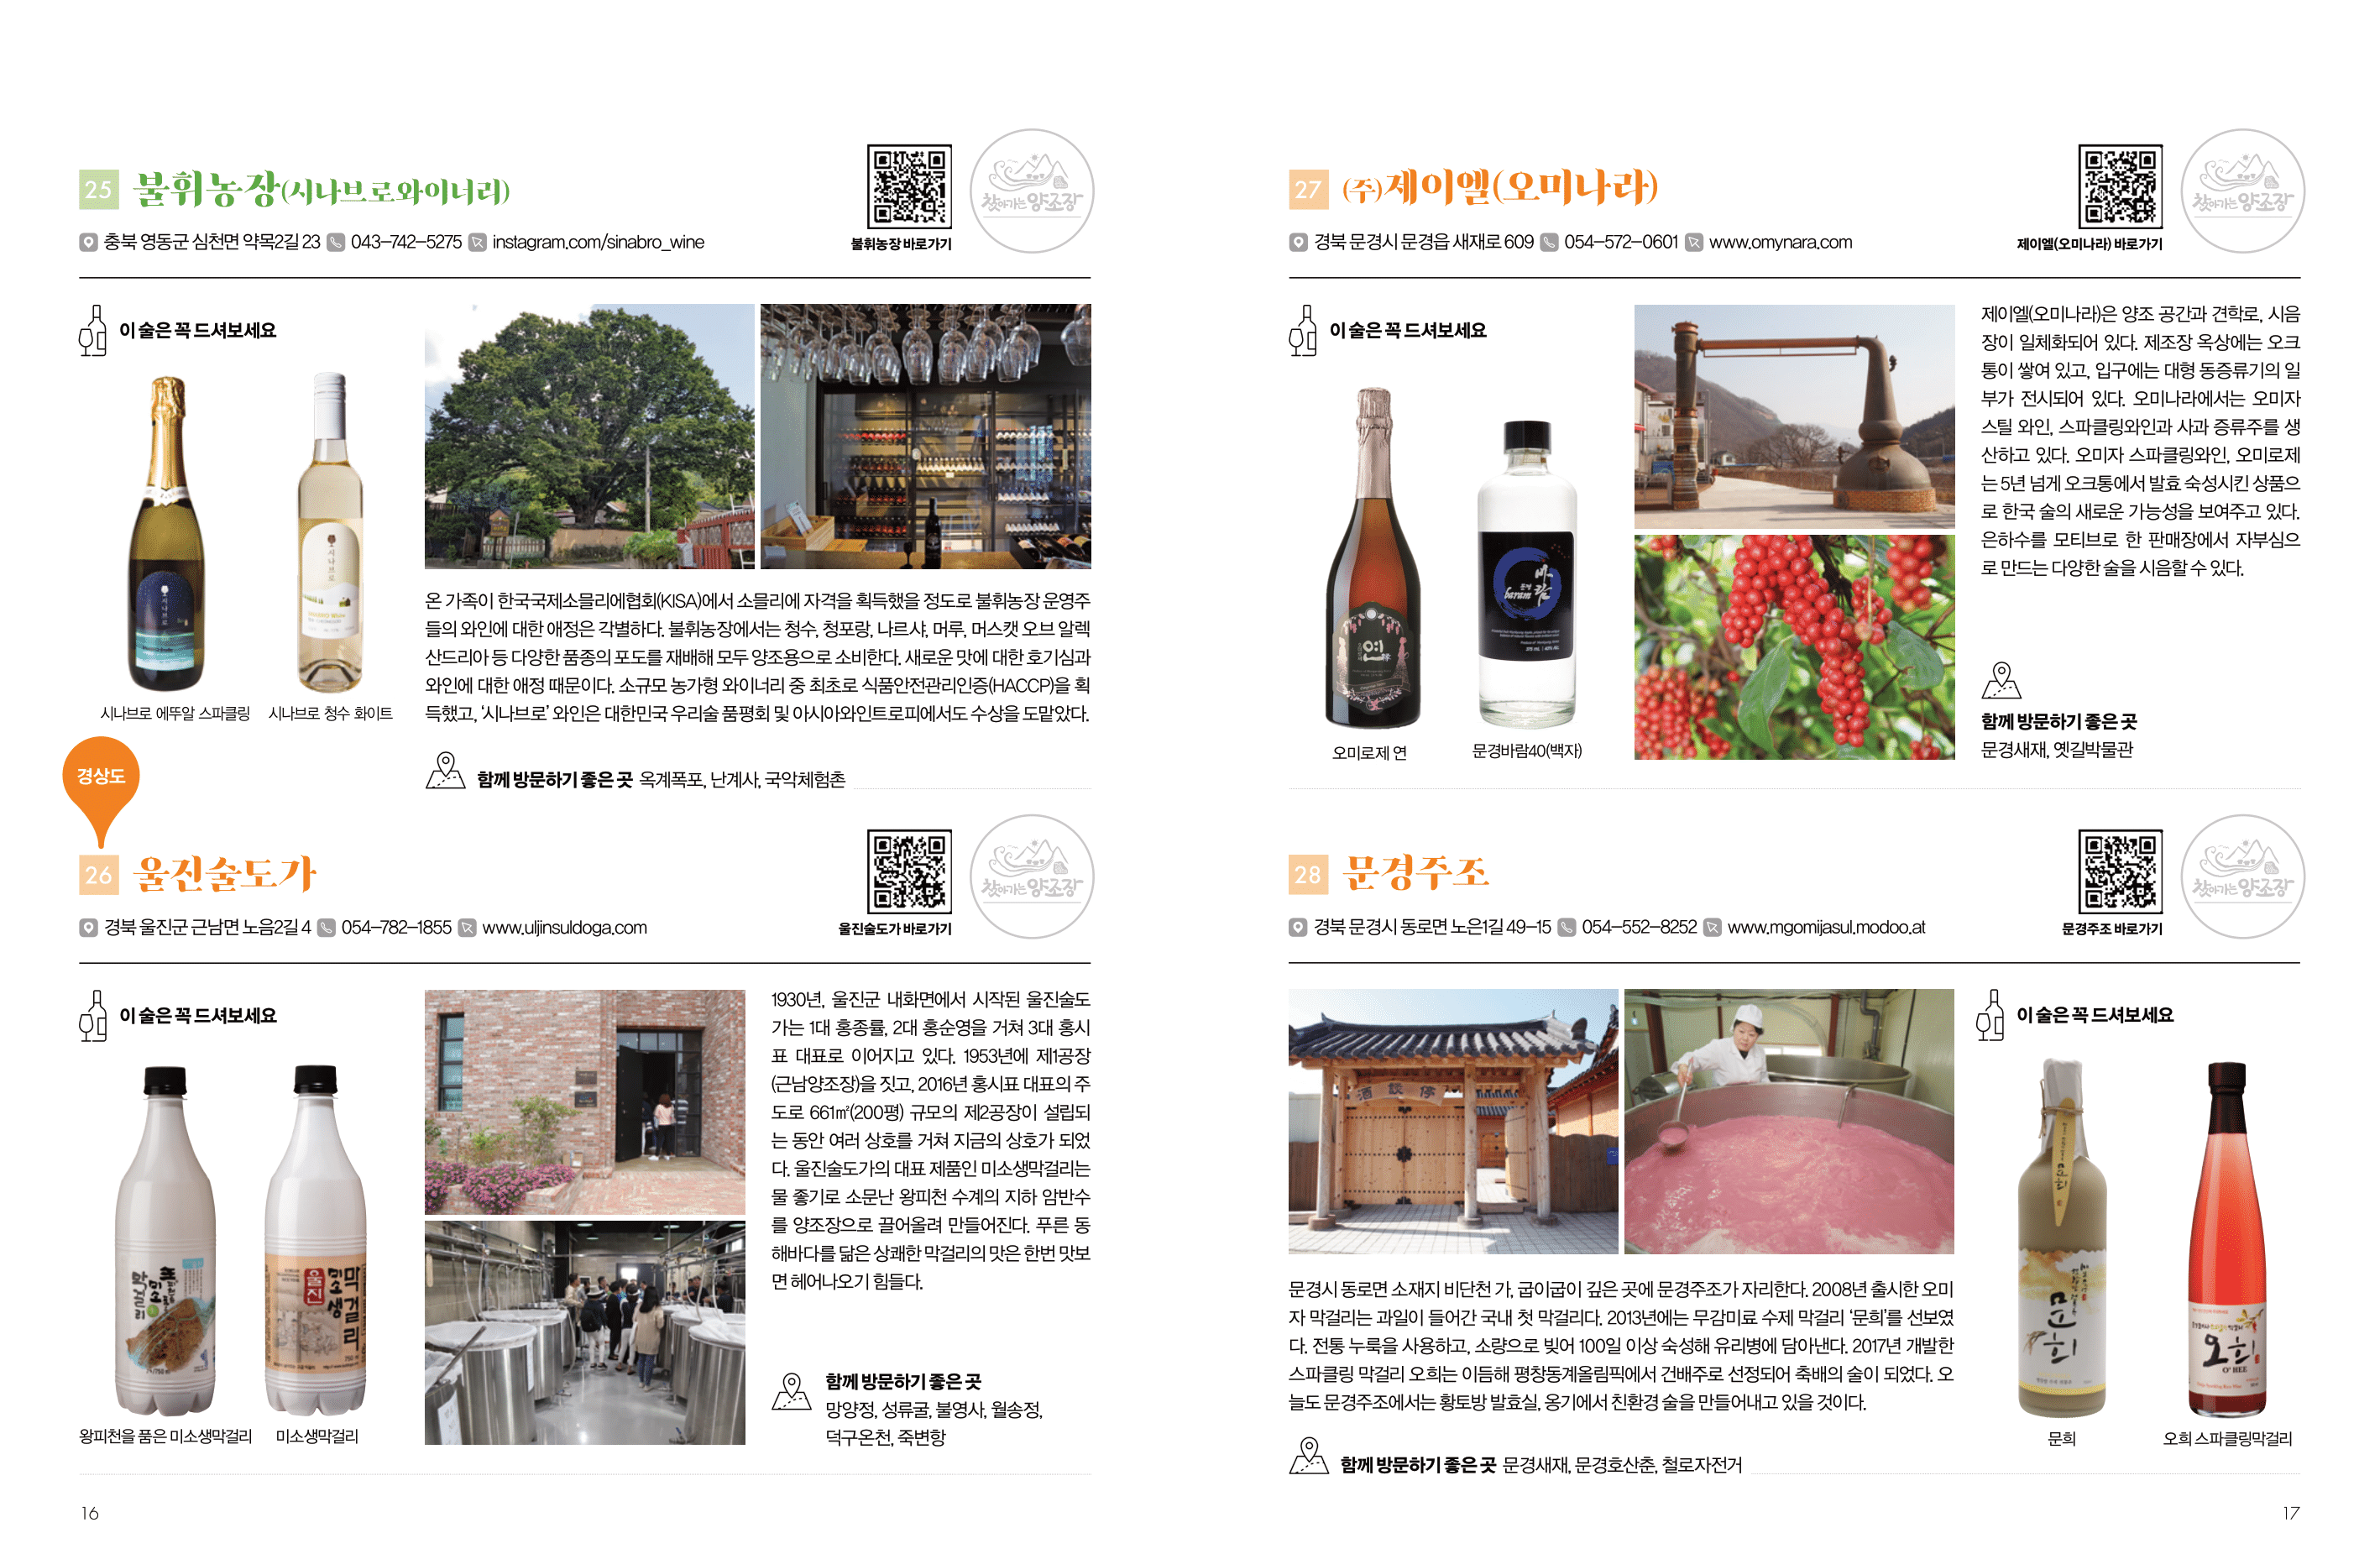 25 불휘농장(시나브로와이너리)
충북 영동군 심천면 약목2길 23 043-742-5275 instagram.com/sinabro_wine
불휘농장 바로가기
찾아가는 양조장
이 술은 꼭 드셔보세요
시나브로
시나브로
시나브로 에뚜알 스파클링 시나브로 청수 화이트
온 가족이 한국국제소믈리에협회(KISA)에서 소믈리에 자격을 획득했을 정도로 불휘농장 운영주
들의 와인에 대한 애정은 각별하다. 불휘농장에서는 청수, 청포랑, 나르샤, 머루, 머스캣 오브 알렉
산드리아 등 다양한 품종의 포도를 재배해 모두 양조용으로 소비한다. 새로운 맛에 대한 호기심과
와인에 대한 애정 때문이다. 소규모 농가형 와이너리 중 최초로 식품안전관리인증(HACCP)을 획
득했고, ‘시나브로’ 와인은 대한민국 우리술 품평회 및 아시아와인트로피에서도 수상을 도맡았다.
함께 방문하기 좋은 곳 옥계폭포, 난계사, 국악체험촌
경상도
26 울진술도가
경북 울진군 근남면 노음2길 4 054-782-1855 www.uljinsuldoga.com
울진술도가 바로가기
찾아가는 양조장
이 술은 꼭 드셔보세요
미소생
막걸리
울진
미소생
막걸리
왕피천을 품은 미소생막걸리 미소생막걸리
1930년, 울진군 내화면에서 시작된 울진술도
가는 1대 홍종률, 2대 홍순영을 거쳐 3대 홍시
표 대표로 이어지고 있다. 1953년에 제1공장
(근남양조장)을 짓고, 2016년 홍시표 대표의 주
도로 661㎡(200평) 규모의 제2공장이 설립되
는 동안 여러 상호를 거쳐 지금의 상호가 되었
다. 울진술도가의 대표 제품인 미소생막걸리는
물 좋기로 소문난 왕피천 수계의 지하 암반수
를 양조장으로 끌어올려 만들어진다. 푸른 동
해바다를 닮은 상쾌한 막걸리의 맛은 한번 맛보
면 헤어나오기 힘들다.
함께 방문하기 좋은 곳
망양정, 성류굴, 불영사, 월송정,
덕구온천, 죽변항
16
27 (주)제이엘(오미나라)
경북 문경시 문경읍 새재로 609 054-572-0601 www.omynara.com
제이엘(오미나라) 바로가기
찾아가는 양조장
이 술은 꼭 드셔보세요
연
문경
바람
baram
오미로제 연 문경바람40(백자)
제이엘(오미나라)은 양조 공간과 견학로, 시음
장이 일체화되어 있다. 제조장 옥상에는 오크
통이 쌓여 있고, 입구에는 대형 동증류기의 일
부가 전시되어 있다. 오미나라에서는 오미자
스틸 와인, 스파클링와인과 사과 증류주를 생
산하고 있다. 오미자 스파클링와인, 오미로제
는 5년 넘게 오크통에서 발효 숙성시킨 상품으
로 한국 술의 새로운 가능성을 보여주고 있다.
은하수를 모티브로 한 판매장에서 자부심으
로 만드는 다양한 술을 시음할 수 있다.
함께 방문하기 좋은 곳
문경새재, 옛길박물관
28 문경주조
경북 문경시 동로면 노은1길 49-15 054-552-8252 www.mgomijasul.modoo.at
문경주조 바로가기
찾아가는 양조장
酒 鼓 停
이 술은 꼭 드셔보세요
문희
문희
오희
O'HEE
문희 오희 스파클링막걸리
문경시 동로면 소재지 비단천 가, 굽이굽이 깊은 곳에 문경주조가 자리한다. 2008년 출시한 오미
자 막걸리는 과일이 들어간 국내 첫 막걸리다. 2013년에는 무감미료 수제 막걸리 ‘문희’를 선보였
다. 전통 누룩을 사용하고, 소량으로 빚어 100일 이상 숙성해 유리병에 담아낸다. 2017년 개발한
스파클링 막걸리 오희는 이듬해 평창동계올림픽에서 건배주로 선정되어 축배의 술이 되었다. 오
늘도 문경주조에서는 황토방 발효실, 옹기에서 친환경 술을 만들어내고 있을 것이다.
함께 방문하기 좋은 곳 문경새재, 문경호산춘, 철로자전거
17